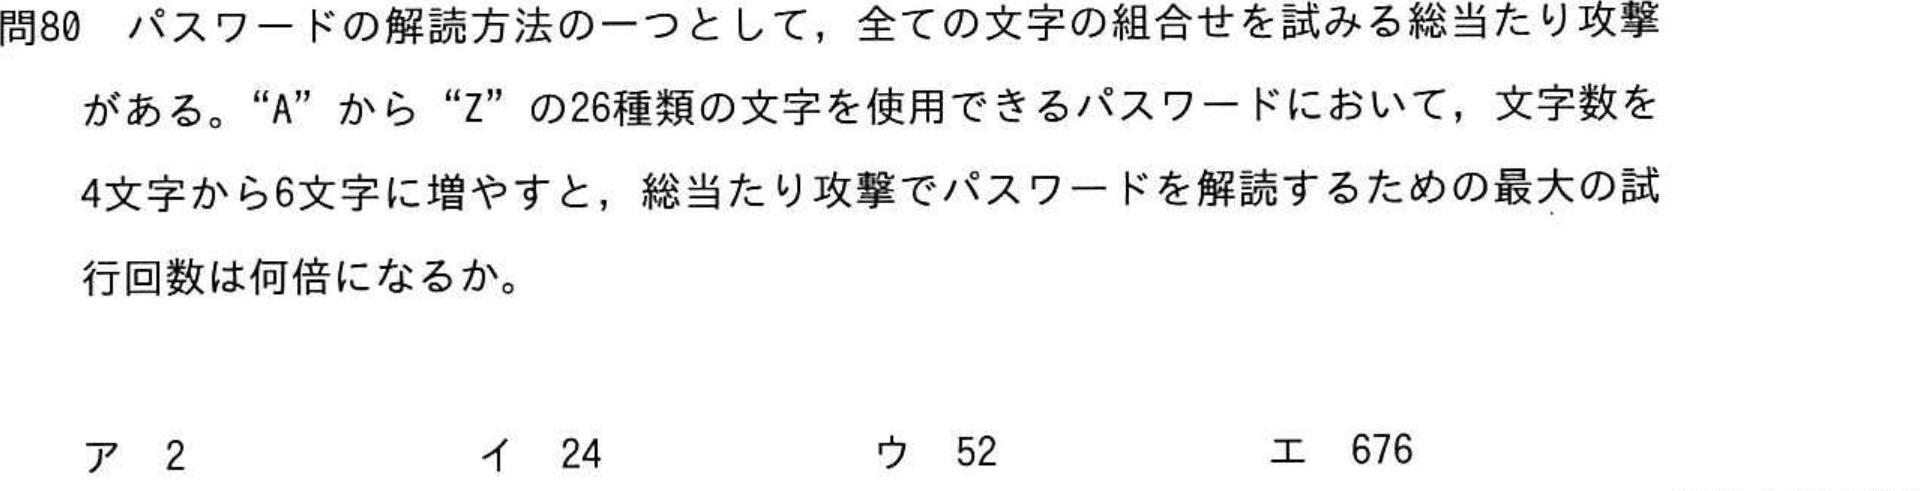 問80　パスワードの解読方法の一つとして，全ての文字の組合せを試みる総当たり攻撃
がある。“A”から“Z”の26種類の文字を使用できるパスワードにおいて，文字数を
4文字から6文字に増やすと，総当たり攻撃でパスワードを解読するための最大の試
行回数は何倍になるか。
ア　2　イ　24　ウ　52　エ　676